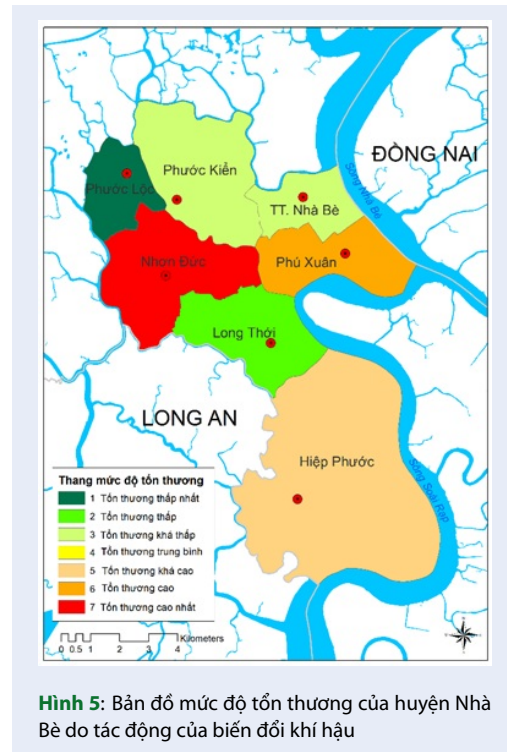 ĐỒNG NAI
Phước Kiển
Phước Lộc
Sông Nhà Bè
TT. Nhà Bè
Nhơn Đức
Phú Xuân
Long Thới
LONG AN
Hiệp Phước
Sông Soài Rạp
Thang mức độ tổn thương
1 Tổn thương thấp nhất
2 Tổn thương thấp
3 Tổn thương khá thấp
4 Tổn thương trung bình
5 Tổn thương khá cao
6 Tổn thương cao
7 Tổn thương cao nhất
Kilometers
0 0.5 1 2 3 4
Hình 5: Bản đồ mức độ tổn thương của huyện Nhà
Bè do tác động của biến đổi khí hậu